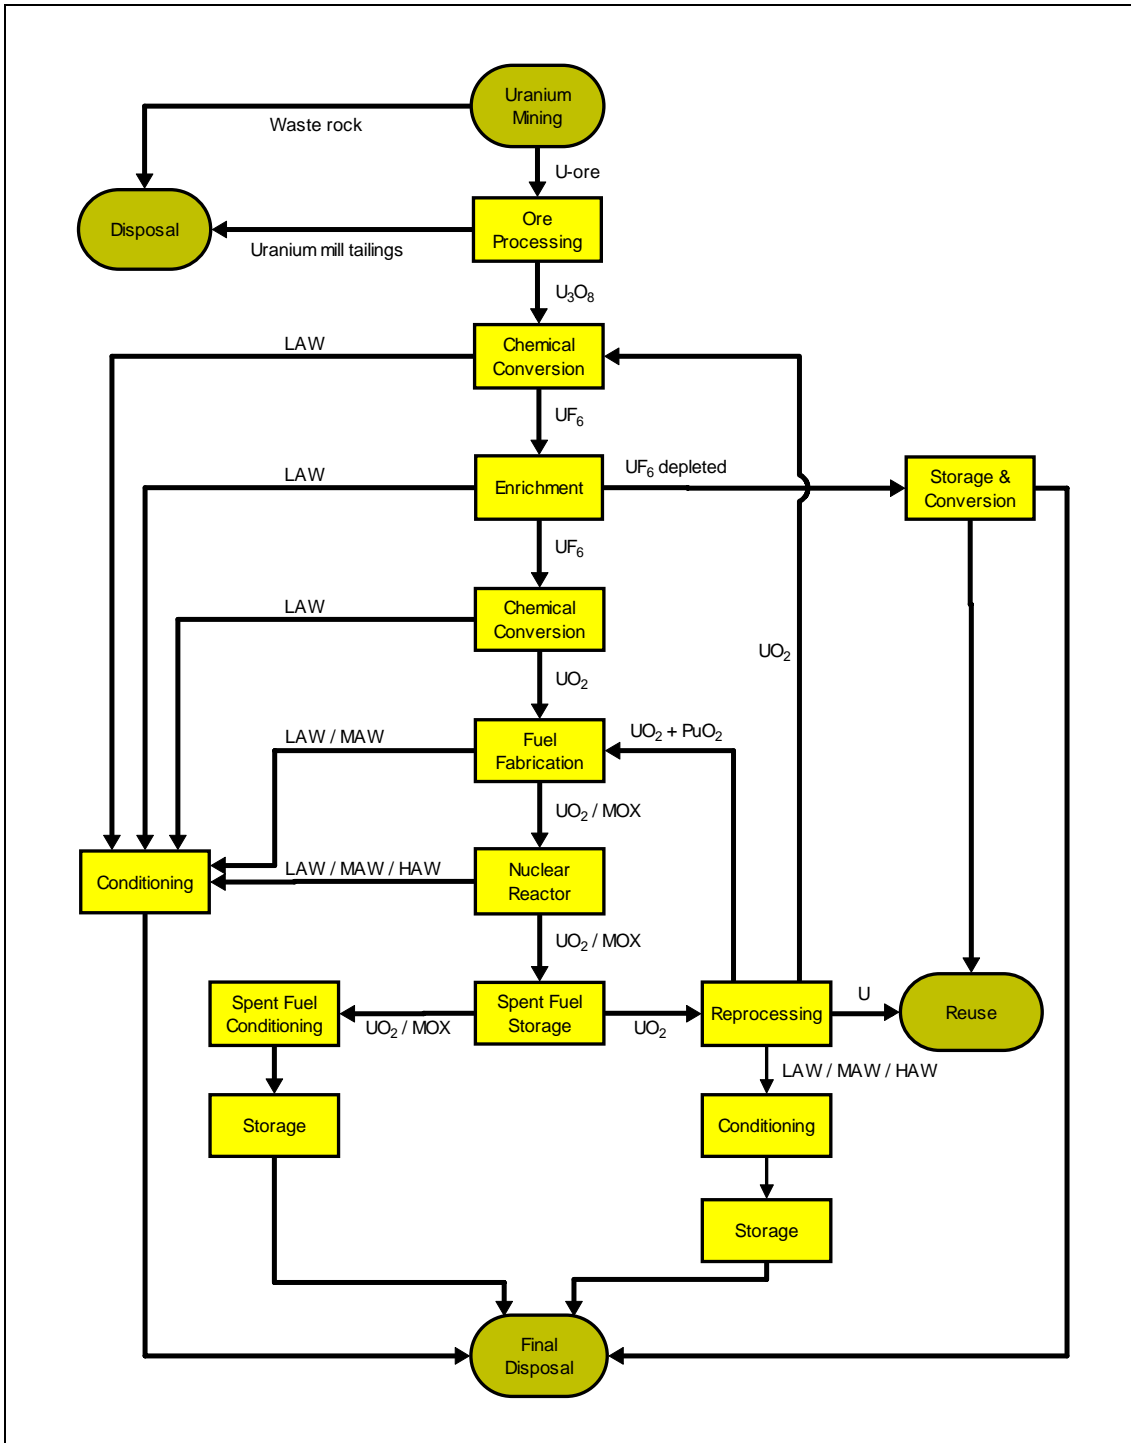 Uranium
Mining
Waste rock
U-ore
Disposal
Ore
Processing
Uranium mill tailings
U₃O₈
LAW
Chemical
Conversion
UF₆
LAW
Enrichment
UF₆ depleted
Storage &
Conversion
UF₆
LAW
Chemical
Conversion
UO₂
UO₂
LAW / MAW
Fuel
Fabrication
UO₂ + PuO₂
UO₂ / MOX
Conditioning
LAW / MAW / HAW
Nuclear
Reactor
UO₂ / MOX
Spent Fuel
Conditioning
UO₂ / MOX
Spent Fuel
Storage
UO₂
Reprocessing
U
Reuse
LAW / MAW / HAW
Storage
Conditioning
Storage
Final
Disposal